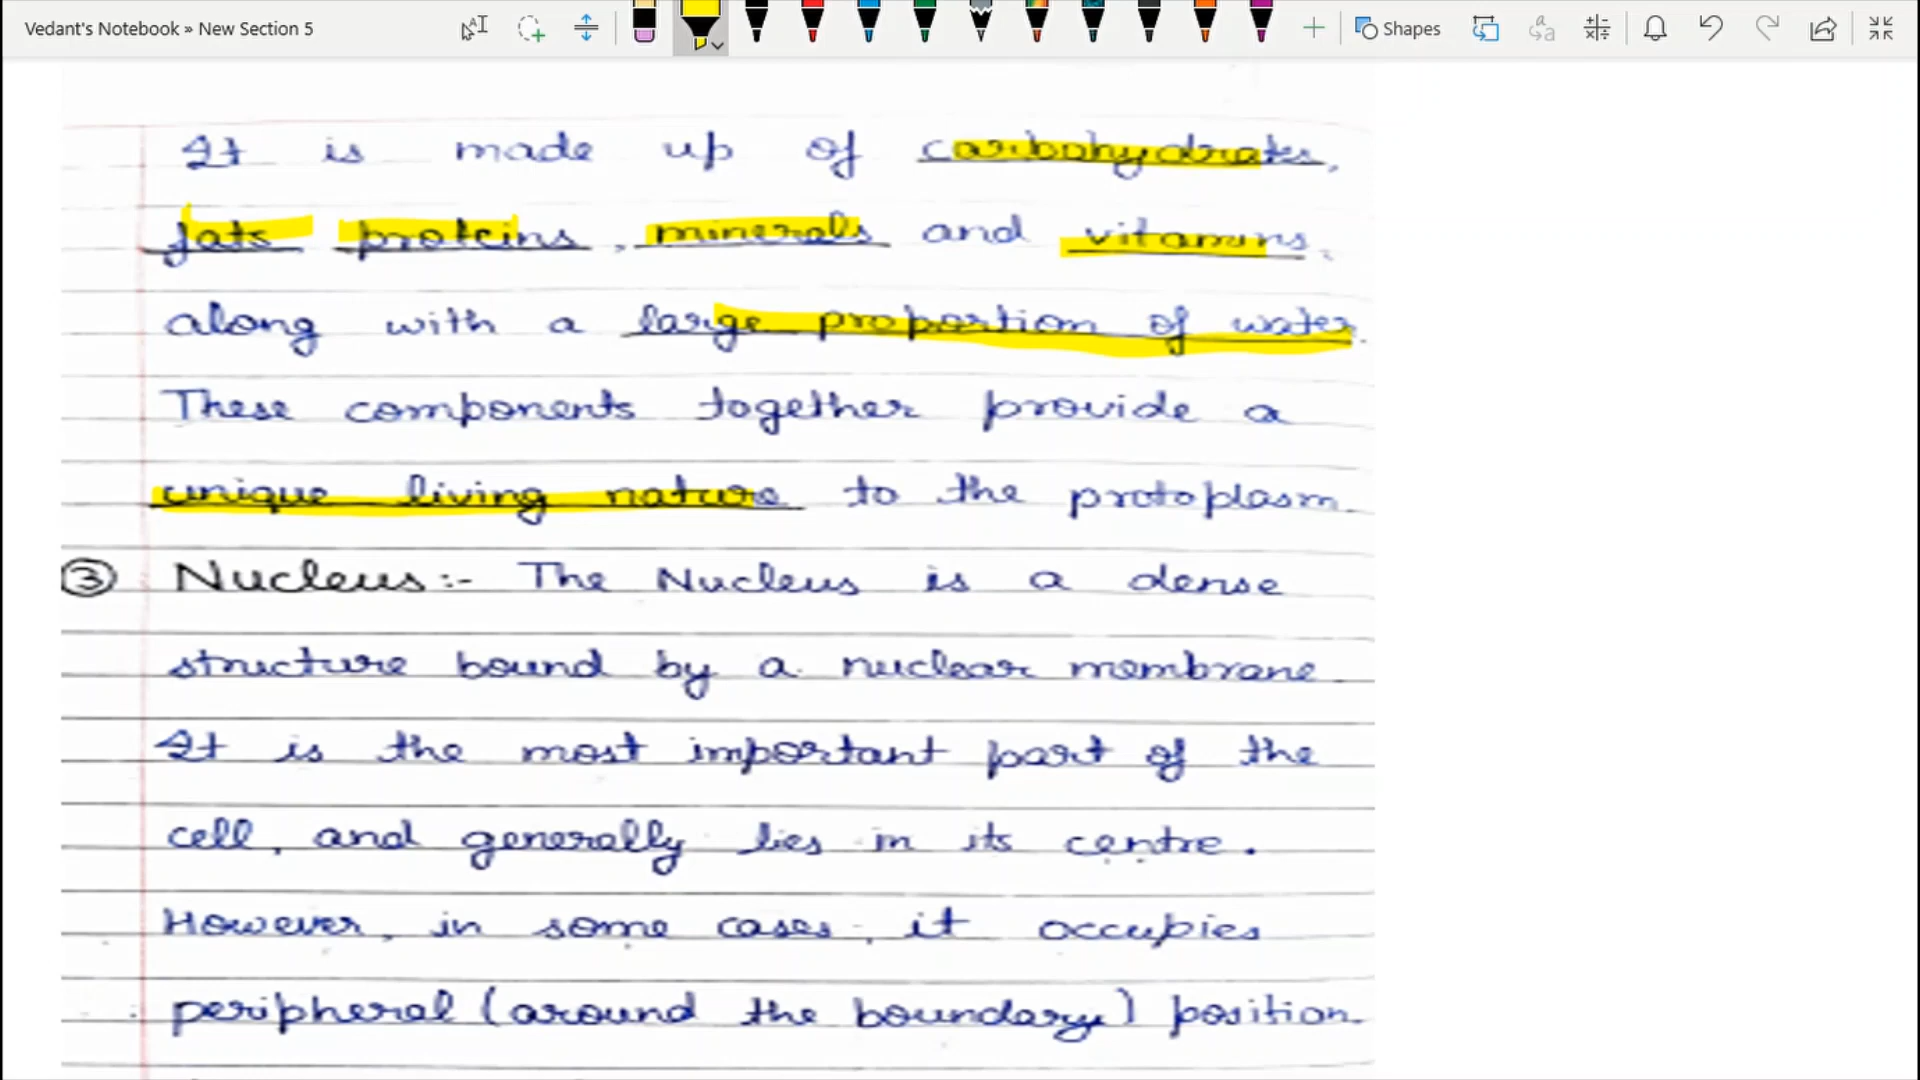 Vedant's Notebook » New Section 5
Shapes
It is made up of carbohydrates,
fats proteins, minerals and vitamins,
along with a large proportion of water.
These components together provide a
unique living nature to the protoplasm.
③ Nucleus:- The Nucleus is a dense
structure bound by a nuclear membrane.
It is the most important part of the
cell, and generally lies in its centre.
However, in some cases, it occupies
peripheral (around the boundary) position.